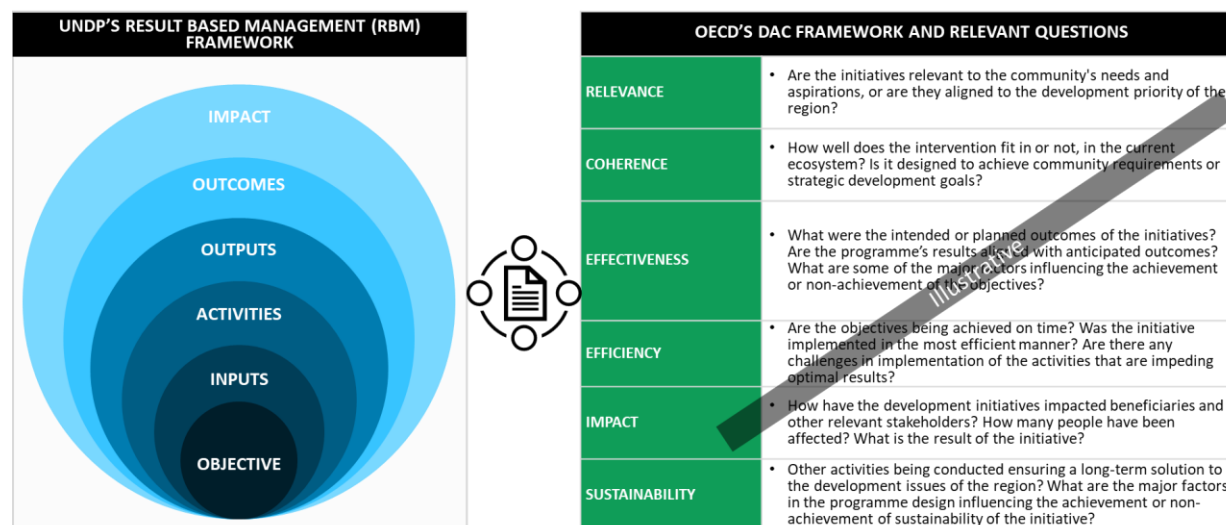 UNDP'S RESULT BASED MANAGEMENT (RBM)
FRAMEWORK
IMPACT
OUTCOMES
OUTPUTS
ACTIVITIES
INPUTS
OBJECTIVE
OECD'S DAC FRAMEWORK AND RELEVANT QUESTIONS
RELEVANCE
• Are the initiatives relevant to the community's needs and
aspirations, or are they aligned to the development priority of the
region?
COHERENCE
• How well does the intervention fit in or not, in the current
ecosystem? Is it designed to achieve community requirements or
strategic development goals?
EFFECTIVENESS
• What were the intended or planned outcomes of the initiatives?
Are the programme's results aligned with anticipated outcomes?
What are some of the major factors influencing the achievement
or non-achievement of the objectives?
EFFICIENCY
• Are the objectives being achieved on time? Was the initiative
implemented in the most efficient manner? Are there any
challenges in implementation of the activities that are impeding
optimal results?
IMPACT
• How have the development initiatives impacted beneficiaries and
other relevant stakeholders? How many people have been
affected? What is the result of the initiative?
SUSTAINABILITY
• Other activities being conducted ensuring a long-term solution to
the development issues of the region? What are the major factors
in the programme design influencing the achievement or non-
achievement of sustainability of the initiative?
Illustrative